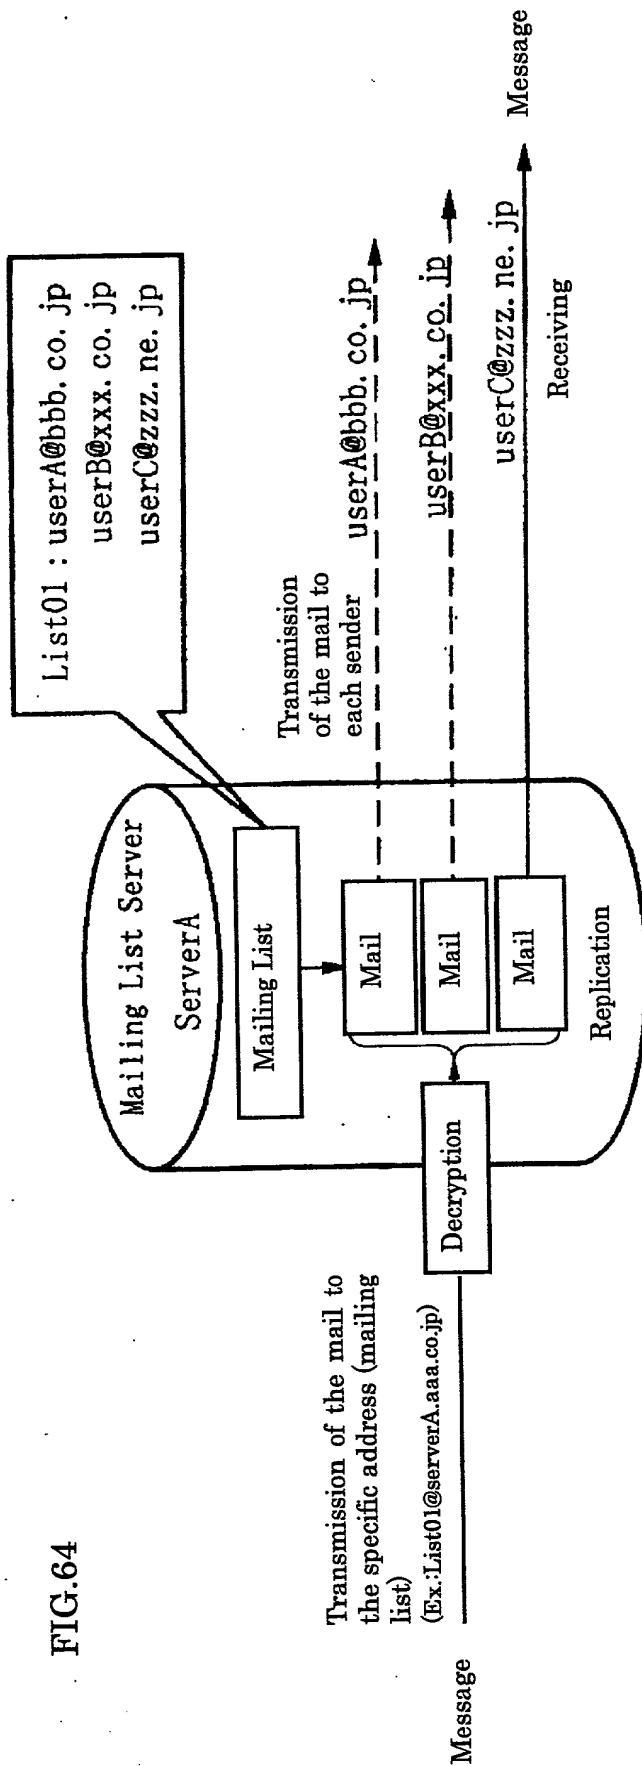 FIG.64
Message
Transmission of the mail to
the specific address (mailing
list)
(Ex.:List01@serverA.aaa.co.jp)
Decryption
Mailing List Server
ServerA
Mailing List
Mail
Mail
Mail
Replication
List01 : userA@bbb.co.jp
userB@xxx.co.jp
userC@zzz.ne.jp
Transmission
of the mail to
each sender
userA@bbb.co.jp
userB@xxx.co.jp
userC@zzz.ne.jp
Receiving
Message